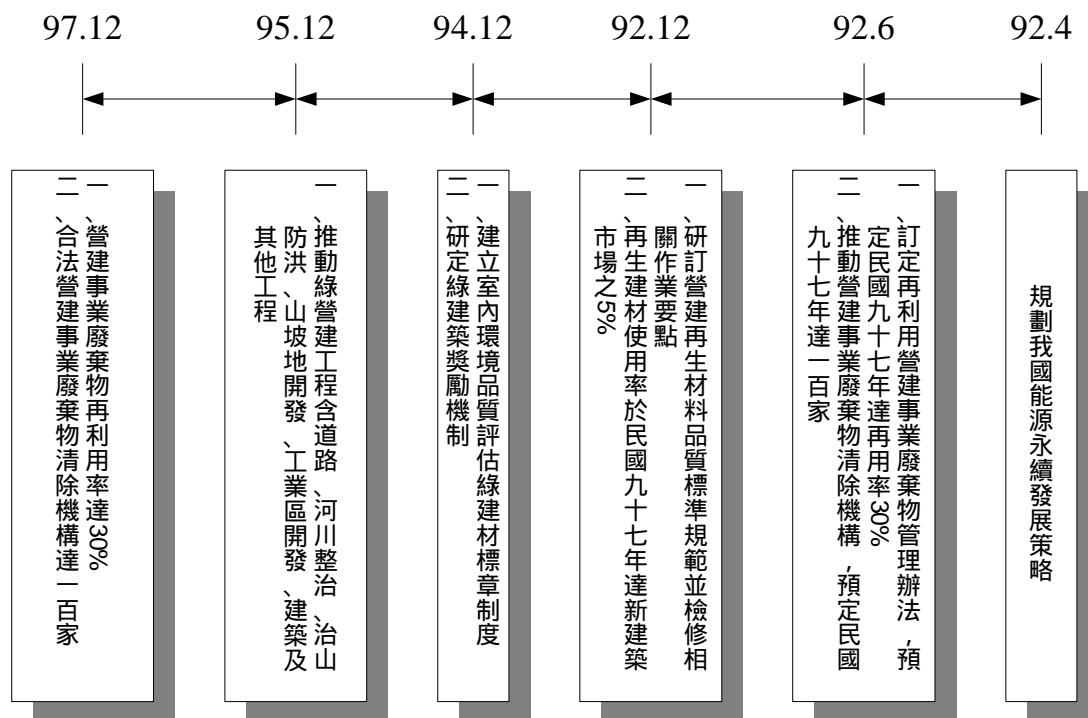 97.12 95.12 94.12 92.12 92.6 92.4
規劃我國能源永續發展策略
一、訂定再利用營建事業廢棄物管理辦法,預
定民國九十七年達再用率30%
二、推動營建事業廢棄物清除機構,預定民國
九十七年達一百家
一、研訂營建再生材料品質標準規範並檢修相
關作業要點
二、再生建材使用率於民國九十七年達新建築
市場之5%
一、建立室內環境品質評估綠建材標章制度
二、研定綠建築獎勵機制
一、推動綠營建工程含道路、河川整治、治山
防洪、山坡地開發、工業區開發、建築及
其他工程
一、營建事業廢棄物再利用率達30%
二、合法營建事業廢棄物清除機構達一百家